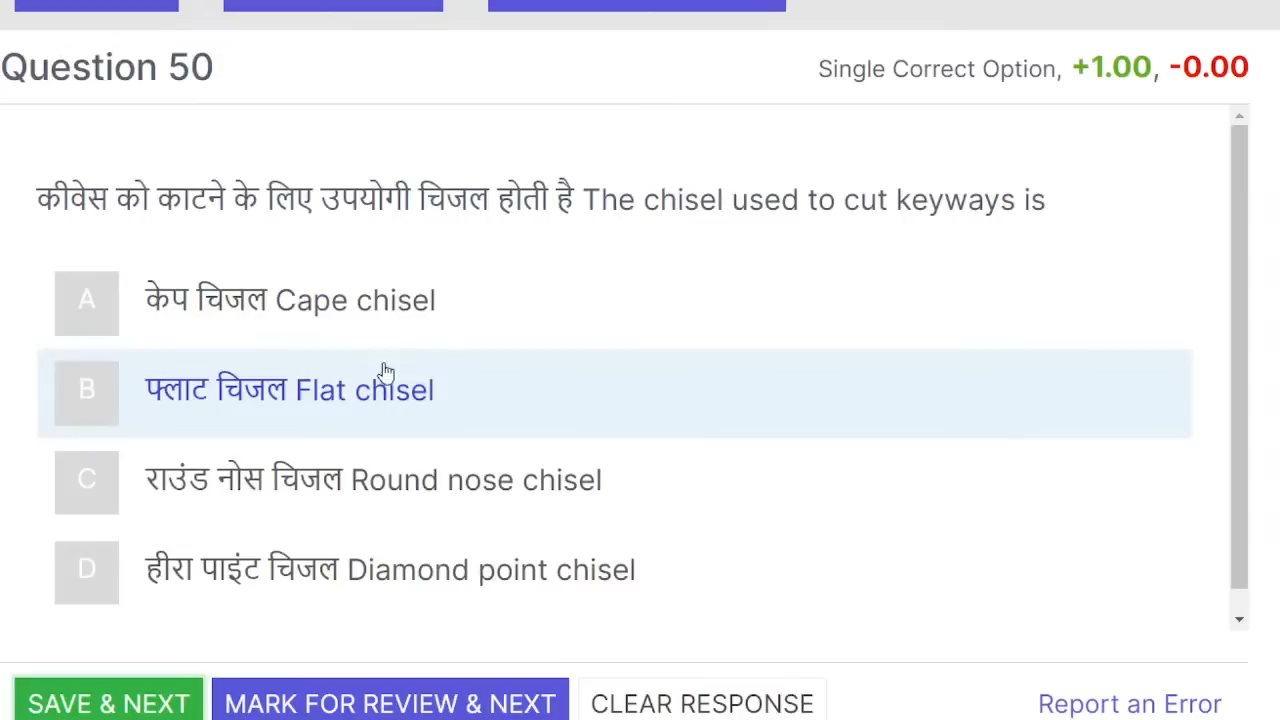 Question 50
Single Correct Option, +1.00, -0.00
कीवेस को काटने के लिए उपयोगी चिजल होती है The chisel used to cut keyways is
A केप चिजल Cape chisel
B फ्लाट चिजल Flat chisel
C राउंड नोस चिजल Round nose chisel
D हीरा पाइंट चिजल Diamond point chisel
SAVE & NEXT MARK FOR REVIEW & NEXT CLEAR RESPONSE Report an Error